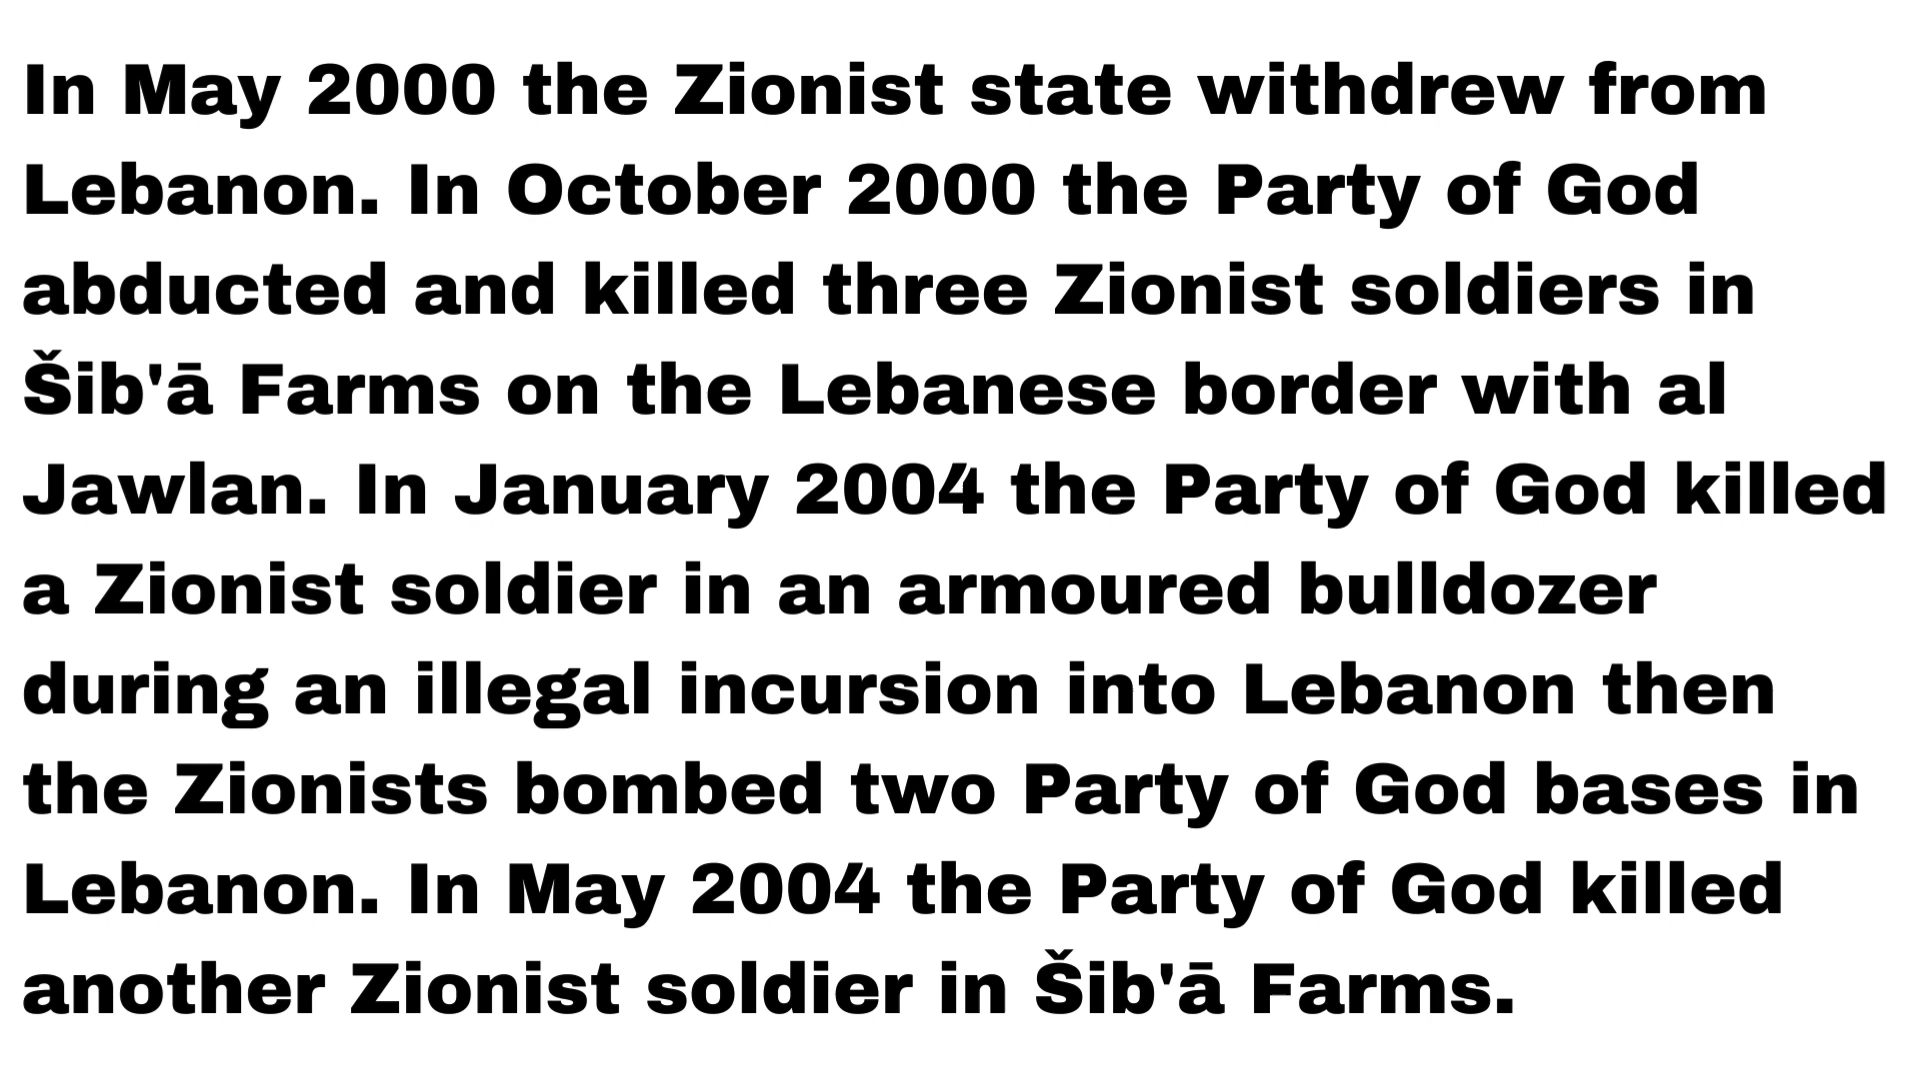 In May 2000 the Zionist state withdrew from
Lebanon. In October 2000 the Party of God
abducted and killed three Zionist soldiers in
Šib'ā Farms on the Lebanese border with al
Jawlan. In January 2004 the Party of God killed
a Zionist soldier in an armoured bulldozer
during an illegal incursion into Lebanon then
the Zionists bombed two Party of God bases in
Lebanon. In May 2004 the Party of God killed
another Zionist soldier in Šib'ā Farms.